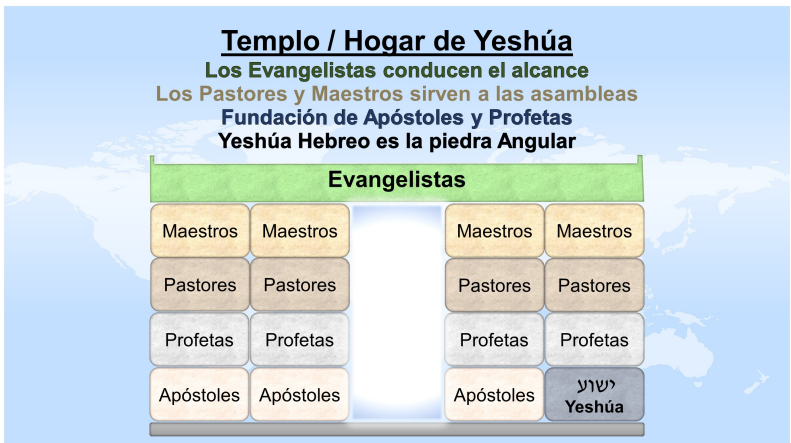 Templo / Hogar de Yeshúa
Los Evangelistas conducen el alcance
Los Pastores y Maestros sirven a las asambleas
Fundación de Apóstoles y Profetas
Yeshúa Hebreo es la piedra Angular
Evangelistas
Maestros Maestros Maestros Maestros
Pastores Pastores Pastores Pastores
Profetas Profetas Profetas Profetas
Apóstoles Apóstoles Apóstoles ישוע
Yeshúa